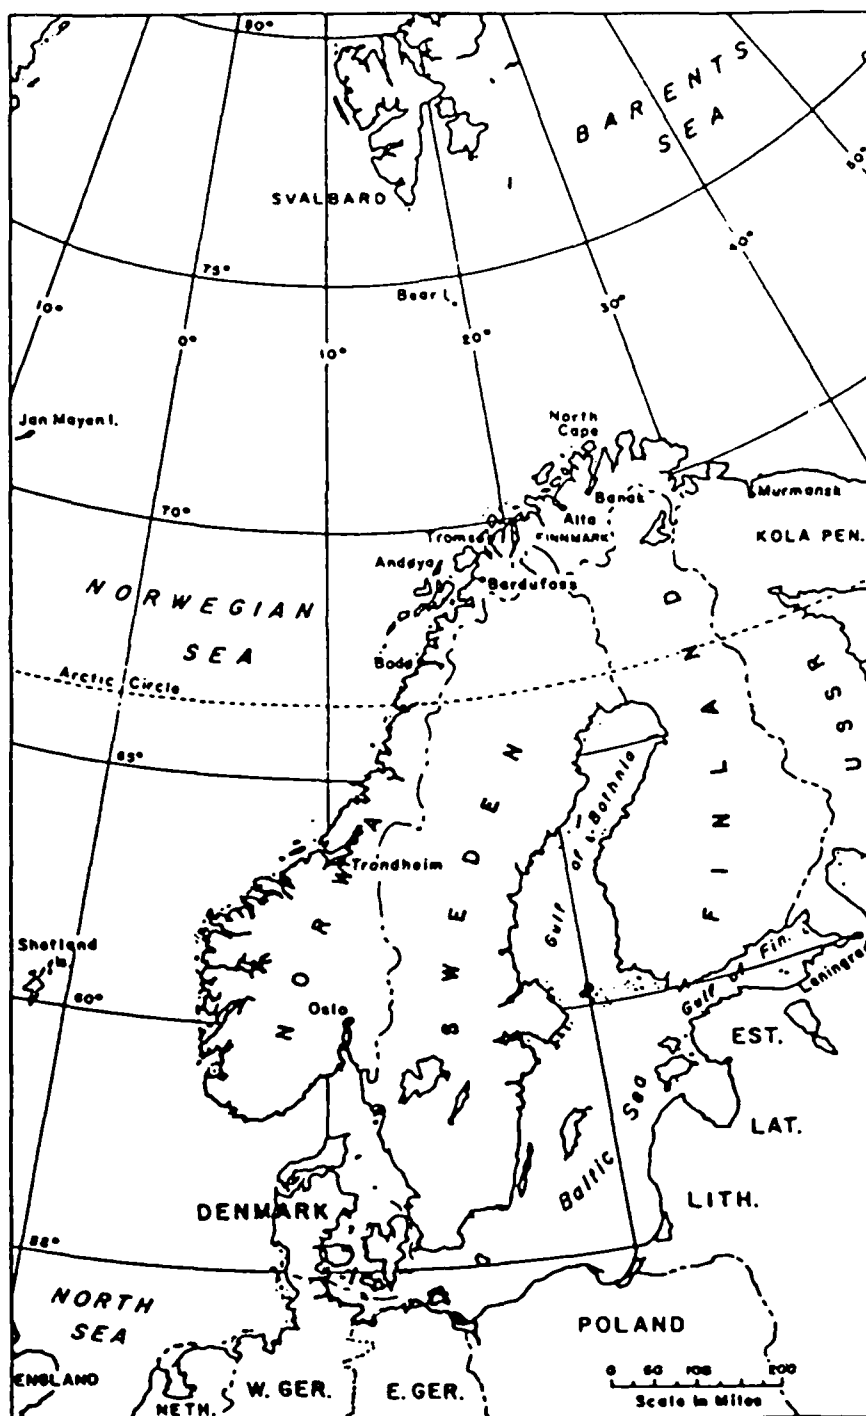 80°
BARENTS
SEA
50°
SVALBARD
40°
75°
Bear I.
10°
0°
10°
20°
30°
Jan Mayen I.
North
Cape
Banak
Murmansk
70°
Alta
Tromsø
FINNMARK
KOLA PEN.
Andøya
Bardufoss
NORWEGIAN
SEA
Bodø
Arctic Circle
65°
USSR
FINLAND
SWEDEN
NORWAY
Gulf of Bothnia
Trondheim
Shetland
Is.
60°
Oslo
Gulf of Fin.
Leningrad
EST.
Baltic Sea
LAT.
LITH.
DENMARK
55°
NORTH
SEA
POLAND
ENGLAND
NETH.
W. GER.
E. GER.
0 50 100 200
Scale in Miles